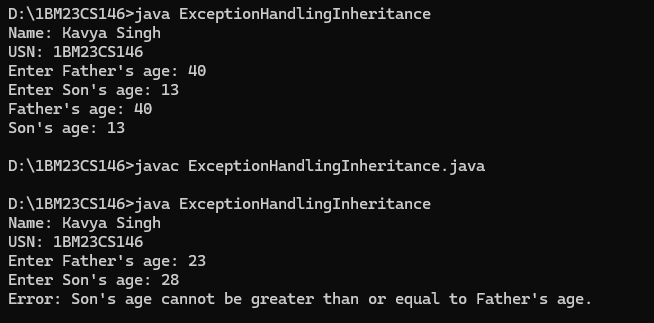 D:\1BM23CS146>java ExceptionHandlingInheritance
Name: Kavya Singh
USN: 1BM23CS146
Enter Father's age: 40
Enter Son's age: 13
Father's age: 40
Son's age: 13
D:\1BM23CS146>javac ExceptionHandlingInheritance.java
D:\1BM23CS146>java ExceptionHandlingInheritance
Name: Kavya Singh
USN: 1BM23CS146
Enter Father's age: 23
Enter Son's age: 28
Error: Son's age cannot be greater than or equal to Father's age.